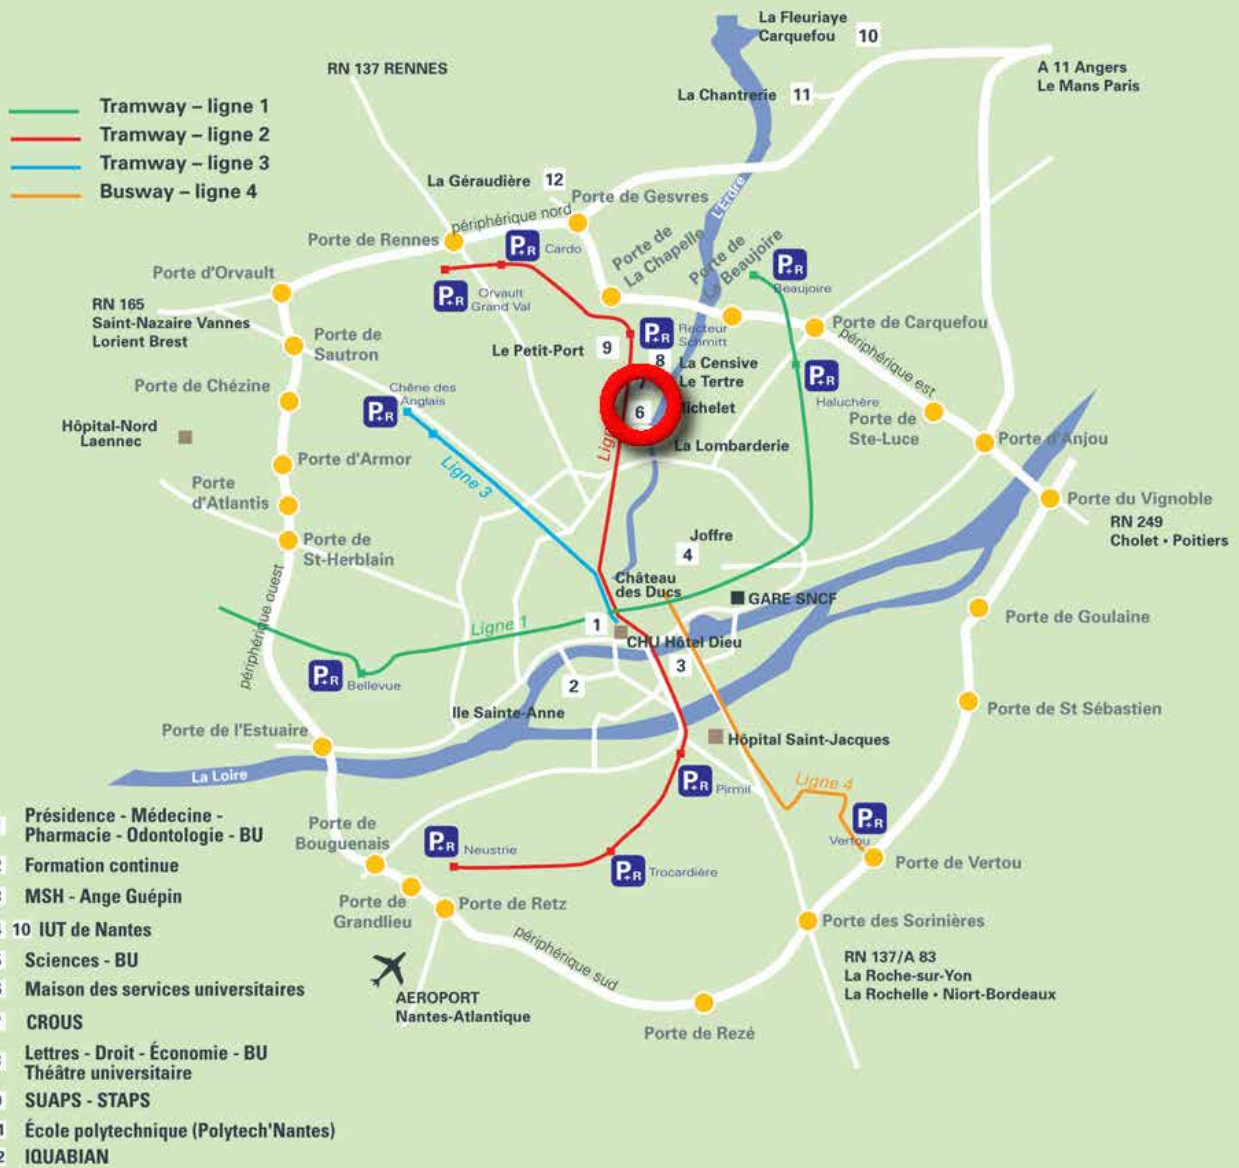 La Fleuriaye
Carquefou 10
RN 137 RENNES
A 11 Angers
Le Mans Paris
La Chantrerie 11
Tramway – ligne 1
Tramway – ligne 2
Tramway – ligne 3
Busway – ligne 4
La Géraudière 12
Porte de Gesvres
L'Erdre
périphérique nord
Porte de Rennes
P+R Cardo
Porte de
La Chapelle
Porte de
La Beaujoire
P+R
Beaujoire
Porte d'Orvault
P+R Orvault
Grand Val
RN 165
Saint-Nazaire Vannes
Lorient Brest
Porte de
Sautron
P+R Recteur
Schmitt
Porte de Carquefou
périphérique est
Le Petit-Port 9
8 La Censive
7 Le Tertre
P+R
Haluchère
Porte de Chézine
Chêne des
Anglais
P+R
6
Porte de
Ste-Luce
Hôpital-Nord
Laennec
Porte d'Anjou
La Lombarderie
Porte d'Armor
Ligne 3
Porte
d'Atlantis
Porte du Vignoble
RN 249
Cholet • Poitiers
Porte de
St-Herblain
Joffre
4
Château
des Ducs
GARE SNCF
Porte de Goulaine
périphérique ouest
Ligne 1
1
CHU Hôtel Dieu
3
P+R Bellevue
2
Ile Sainte-Anne
Porte de St Sébastien
Porte de l'Estuaire
Hôpital Saint-Jacques
La Loire
P+R Pirmil
Ligne 4
P+R
Vertou
Porte de
Bouguenais
P+R Neustrie
P+R Trocardière
Porte de Vertou
Porte de
Grandlieu
Porte de Retz
Porte des Sorinières
périphérique sud
RN 137/A 83
La Roche-sur-Yon
La Rochelle • Niort-Bordeaux
AEROPORT
Nantes-Atlantique
Porte de Rezé
Présidence - Médecine -
Pharmacie - Odontologie - BU
Formation continue
MSH - Ange Guépin
10 IUT de Nantes
Sciences - BU
Maison des services universitaires
CROUS
Lettres - Droit - Économie - BU
Théâtre universitaire
SUAPS - STAPS
École polytechnique (Polytech'Nantes)
IQUABIAN